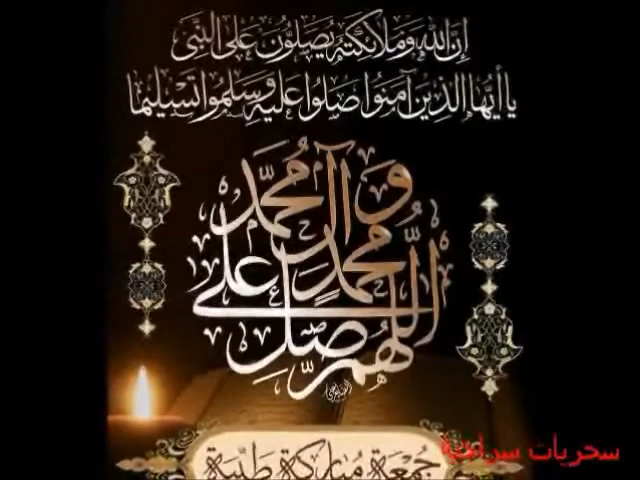 إن الله وملائكته يصلون على النبي
يا أيها الذين آمنوا صلوا عليه وسلموا تسليما
اللهم صل على محمد وآل محمد
جمعة مباركة طيبة
سحريات